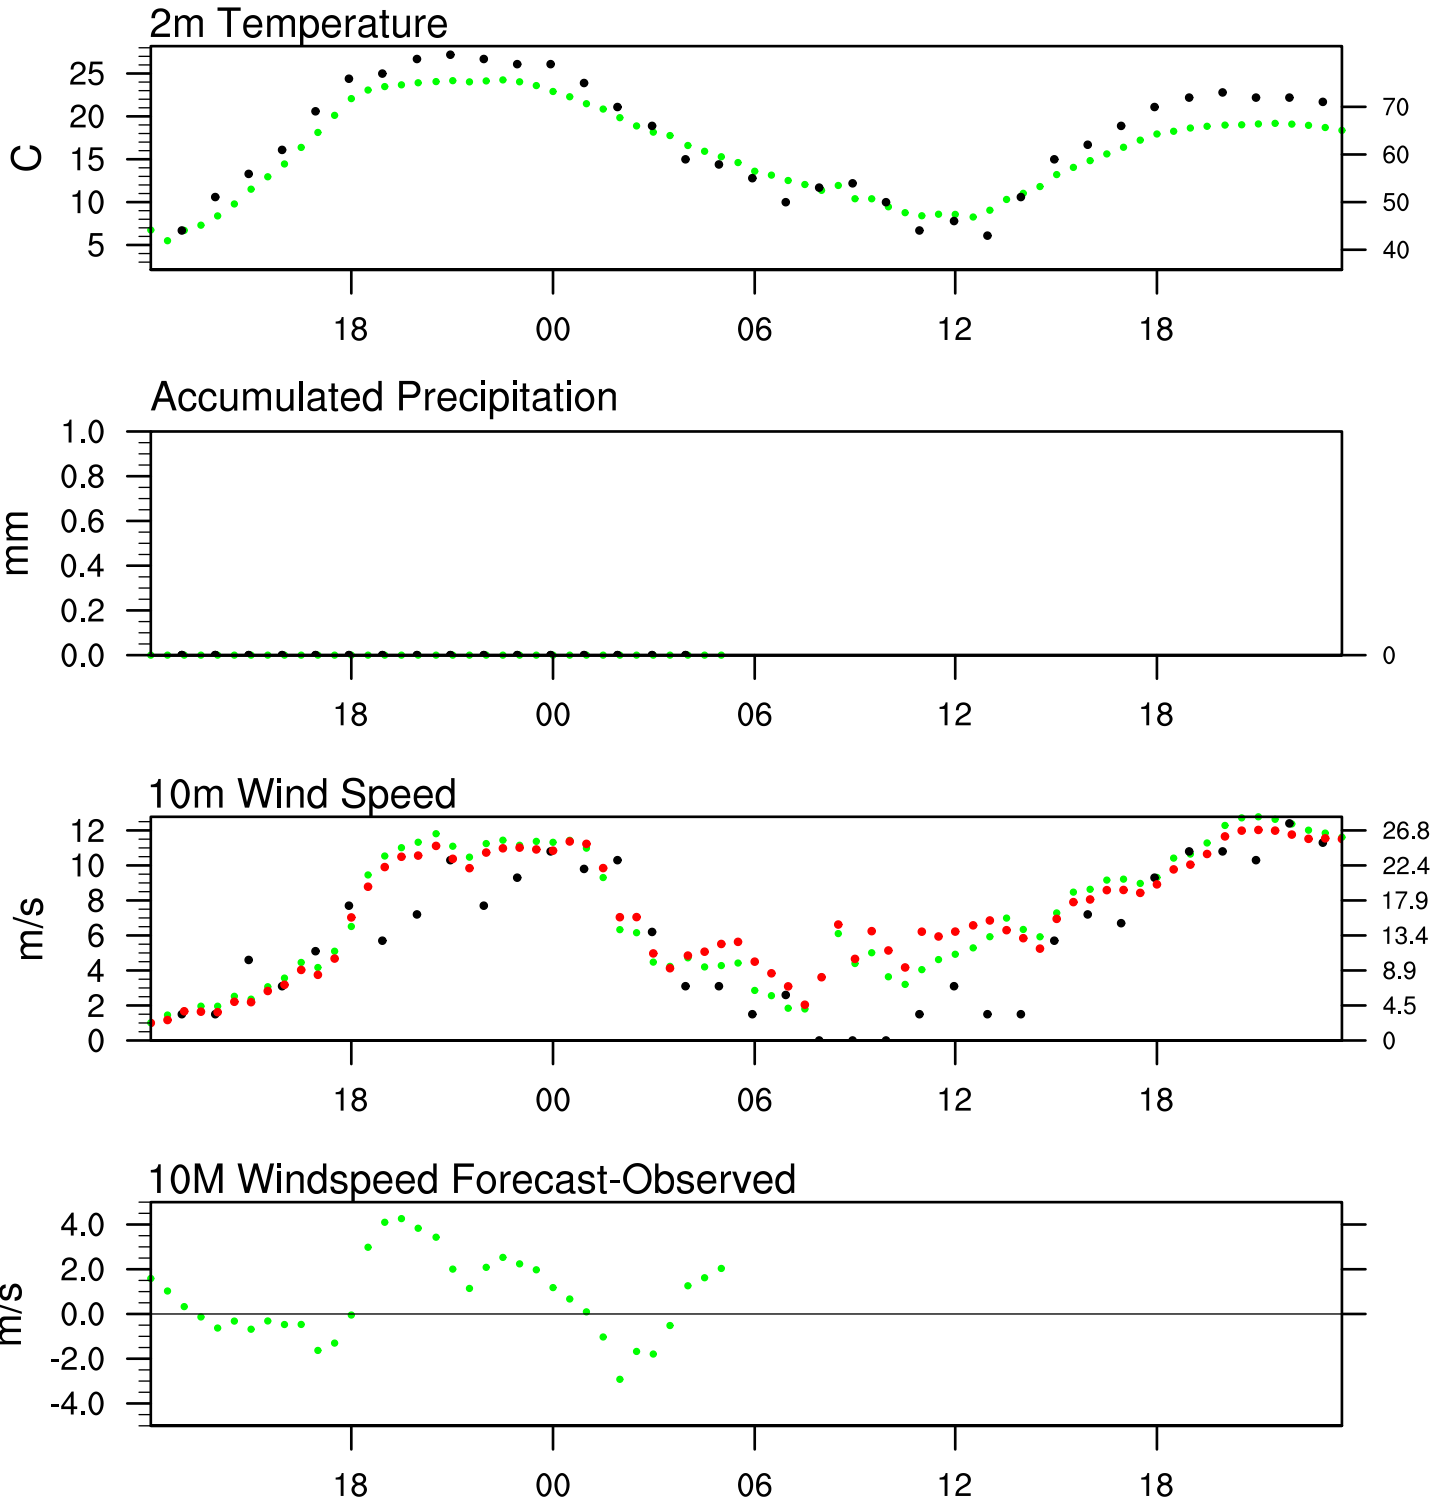 2m Temperature
25
20
15
10
5
C
70
60
50
40
18 00 06 12 18
Accumulated Precipitation
1.0
0.8
0.6
0.4
0.2
0.0
mm
0
18 00 06 12 18
10m Wind Speed
12
10
8
6
4
2
0
m/s
26.8
22.4
17.9
13.4
8.9
4.5
0
18 00 06 12 18
10M Windspeed Forecast-Observed
4.0
2.0
0.0
-2.0
-4.0
m/s
18 00 06 12 18